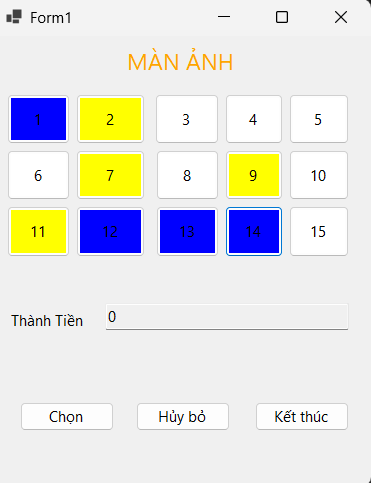 Form1
MÀN ẢNH
1 2 3 4 5
6 7 8 9 10
11 12 13 14 15
Thành Tiền 0
Chọn Hủy bỏ Kết thúc